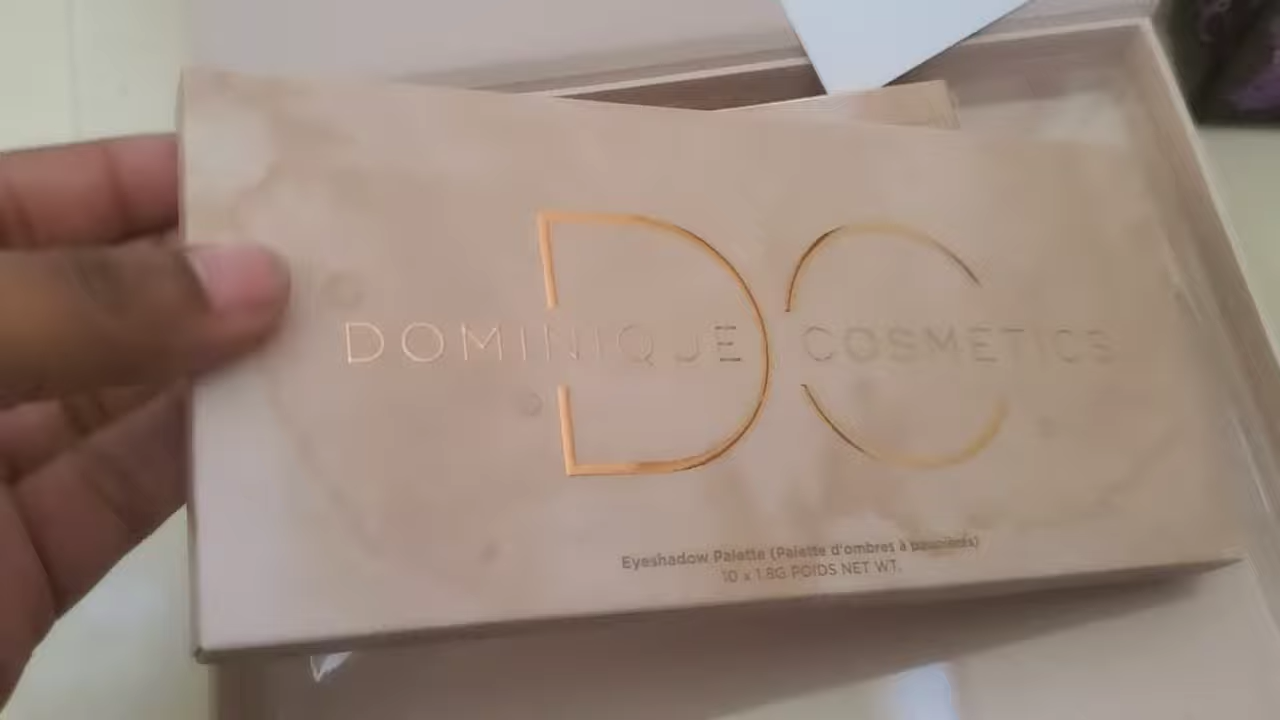 DC
DOMINIQUE COSMETICS
Eyeshadow Palette (Palette d'ombres à paupières)
10 x 1.8G POIDS NET WT.